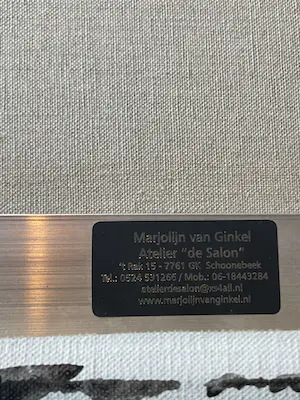 Marjolijn van Ginkel
Atelier "de Salon"
't Rak 15 - 7761 GK Schoonebeek
Tel.: 0524 531266 / Mob.: 06-18443284
atelierdesalon@xs4all.nl
www.marjolijnvanginkel.nl